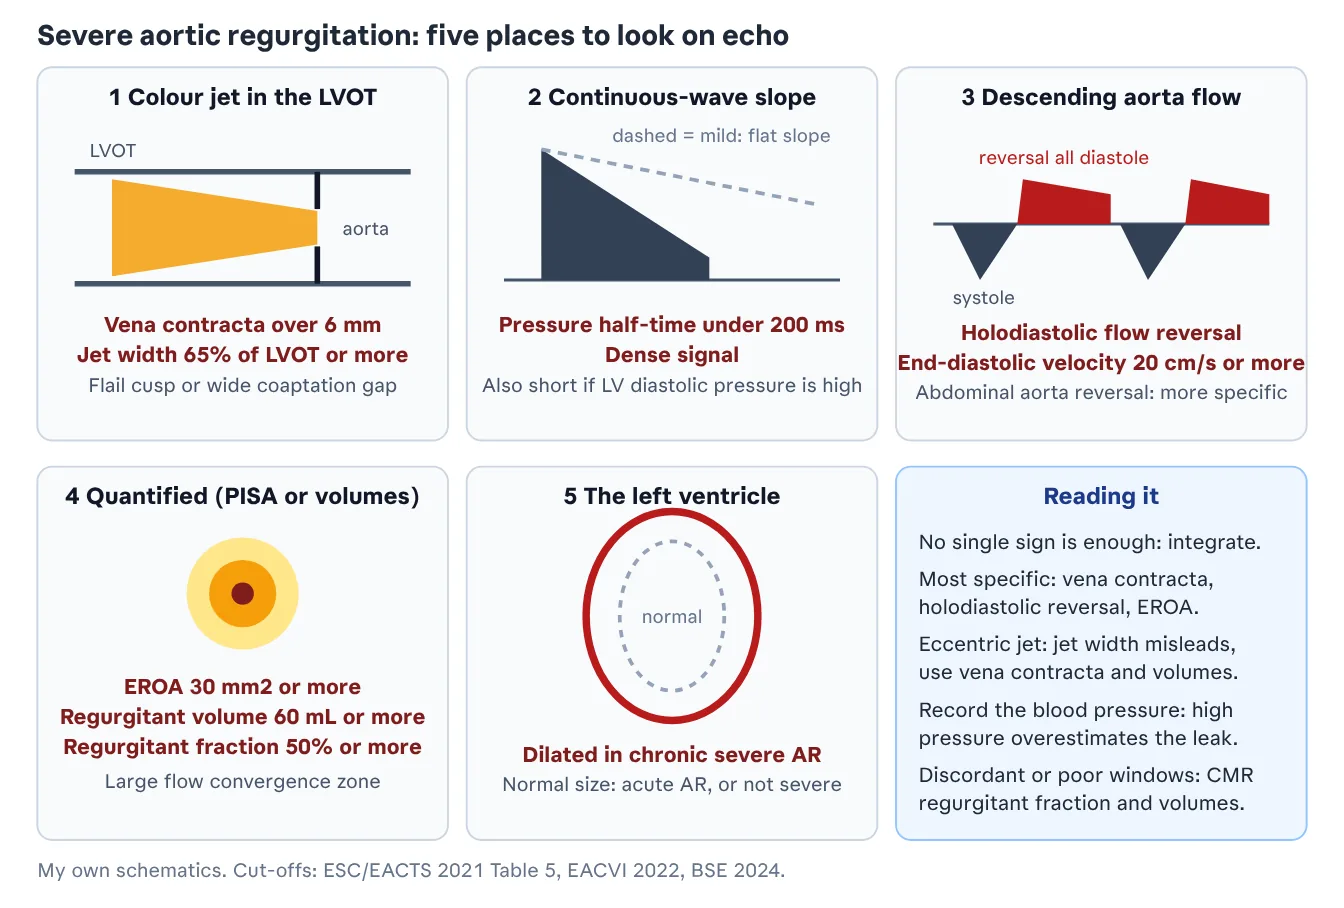 Severe aortic regurgitation: five places to look on echo
1 Colour jet in the LVOT
LVOT
aorta
Vena contracta over 6 mm
Jet width 65% of LVOT or more
Flail cusp or wide coaptation gap
2 Continuous-wave slope
dashed = mild: flat slope
Pressure half-time under 200 ms
Dense signal
Also short if LV diastolic pressure is high
3 Descending aorta flow
reversal all diastole
systole
Holodiastolic flow reversal
End-diastolic velocity 20 cm/s or more
Abdominal aorta reversal: more specific
4 Quantified (PISA or volumes)
EROA 30 mm2 or more
Regurgitant volume 60 mL or more
Regurgitant fraction 50% or more
Large flow convergence zone
5 The left ventricle
normal
Dilated in chronic severe AR
Normal size: acute AR, or not severe
Reading it
No single sign is enough: integrate.
Most specific: vena contracta,
holodiastolic reversal, EROA.
Eccentric jet: jet width misleads,
use vena contracta and volumes.
Record the blood pressure: high
pressure overestimates the leak.
Discordant or poor windows: CMR
regurgitant fraction and volumes.
My own schematics. Cut-offs: ESC/EACTS 2021 Table 5, EACVI 2022, BSE 2024.